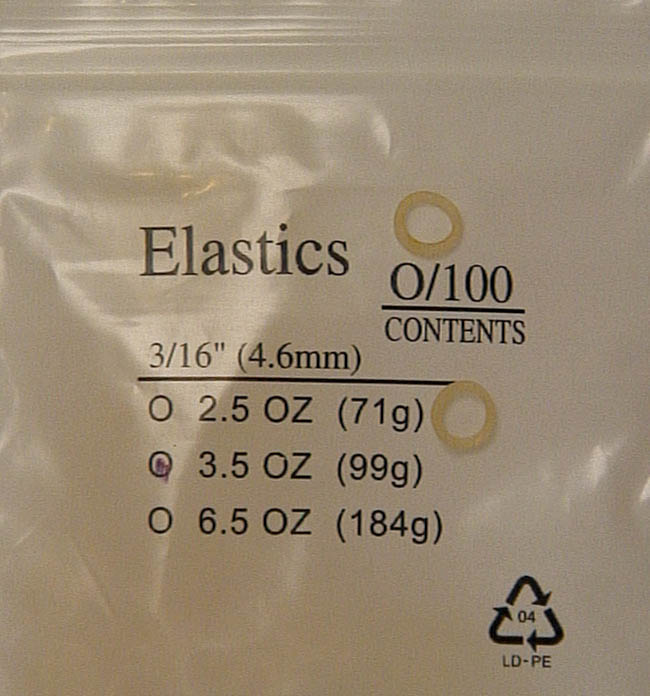 Elastics
O/100
CONTENTS
3/16" (4.6mm)
O 2.5 OZ (71g)
O 3.5 OZ (99g)
O 6.5 OZ (184g)
04
LD-PE